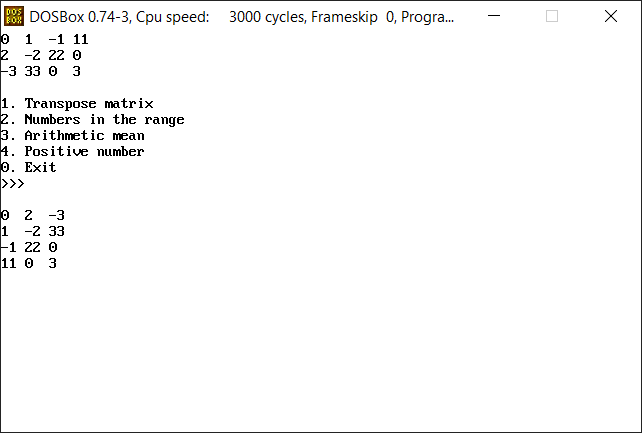 DOS BOX
DOSBox 0.74-3, Cpu speed: 3000 cycles, Frameskip 0, Progra...
0 1 -1 11
2 -2 22 0
-3 33 0 3
1. Transpose matrix
2. Numbers in the range
3. Arithmetic mean
4. Positive number
0. Exit
>>>
0 2 -3
1 -2 33
-1 22 0
11 0 3